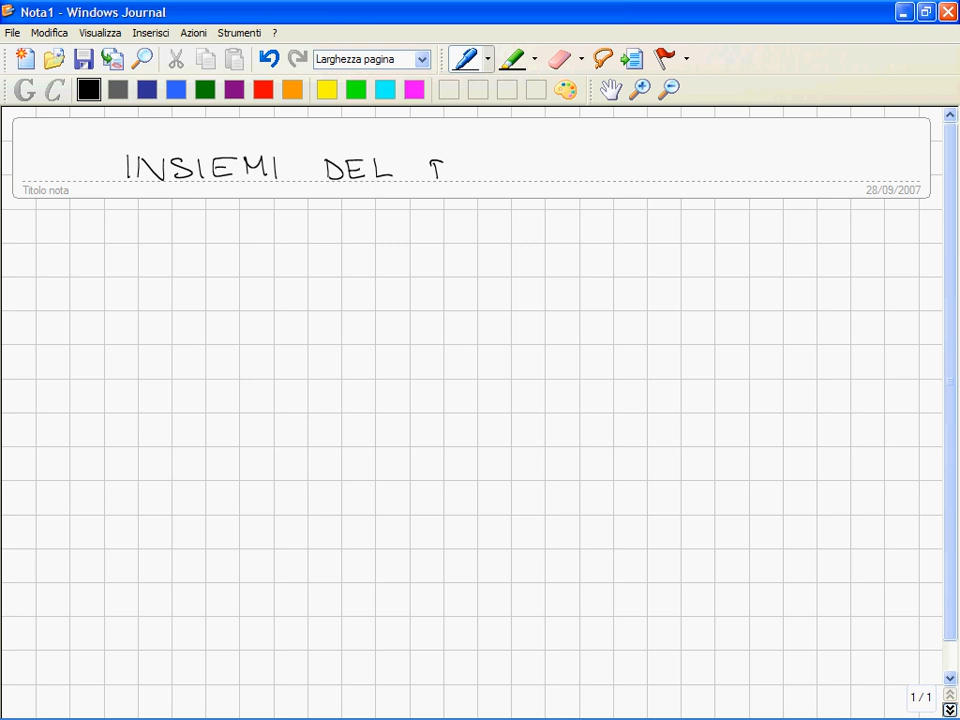 Nota1 - Windows Journal
File Modifica Visualizza Inserisci Azioni Strumenti ?
Larghezza pagina
G C
INSIEMI DEL
Titolo nota 28/09/2007
1 / 1